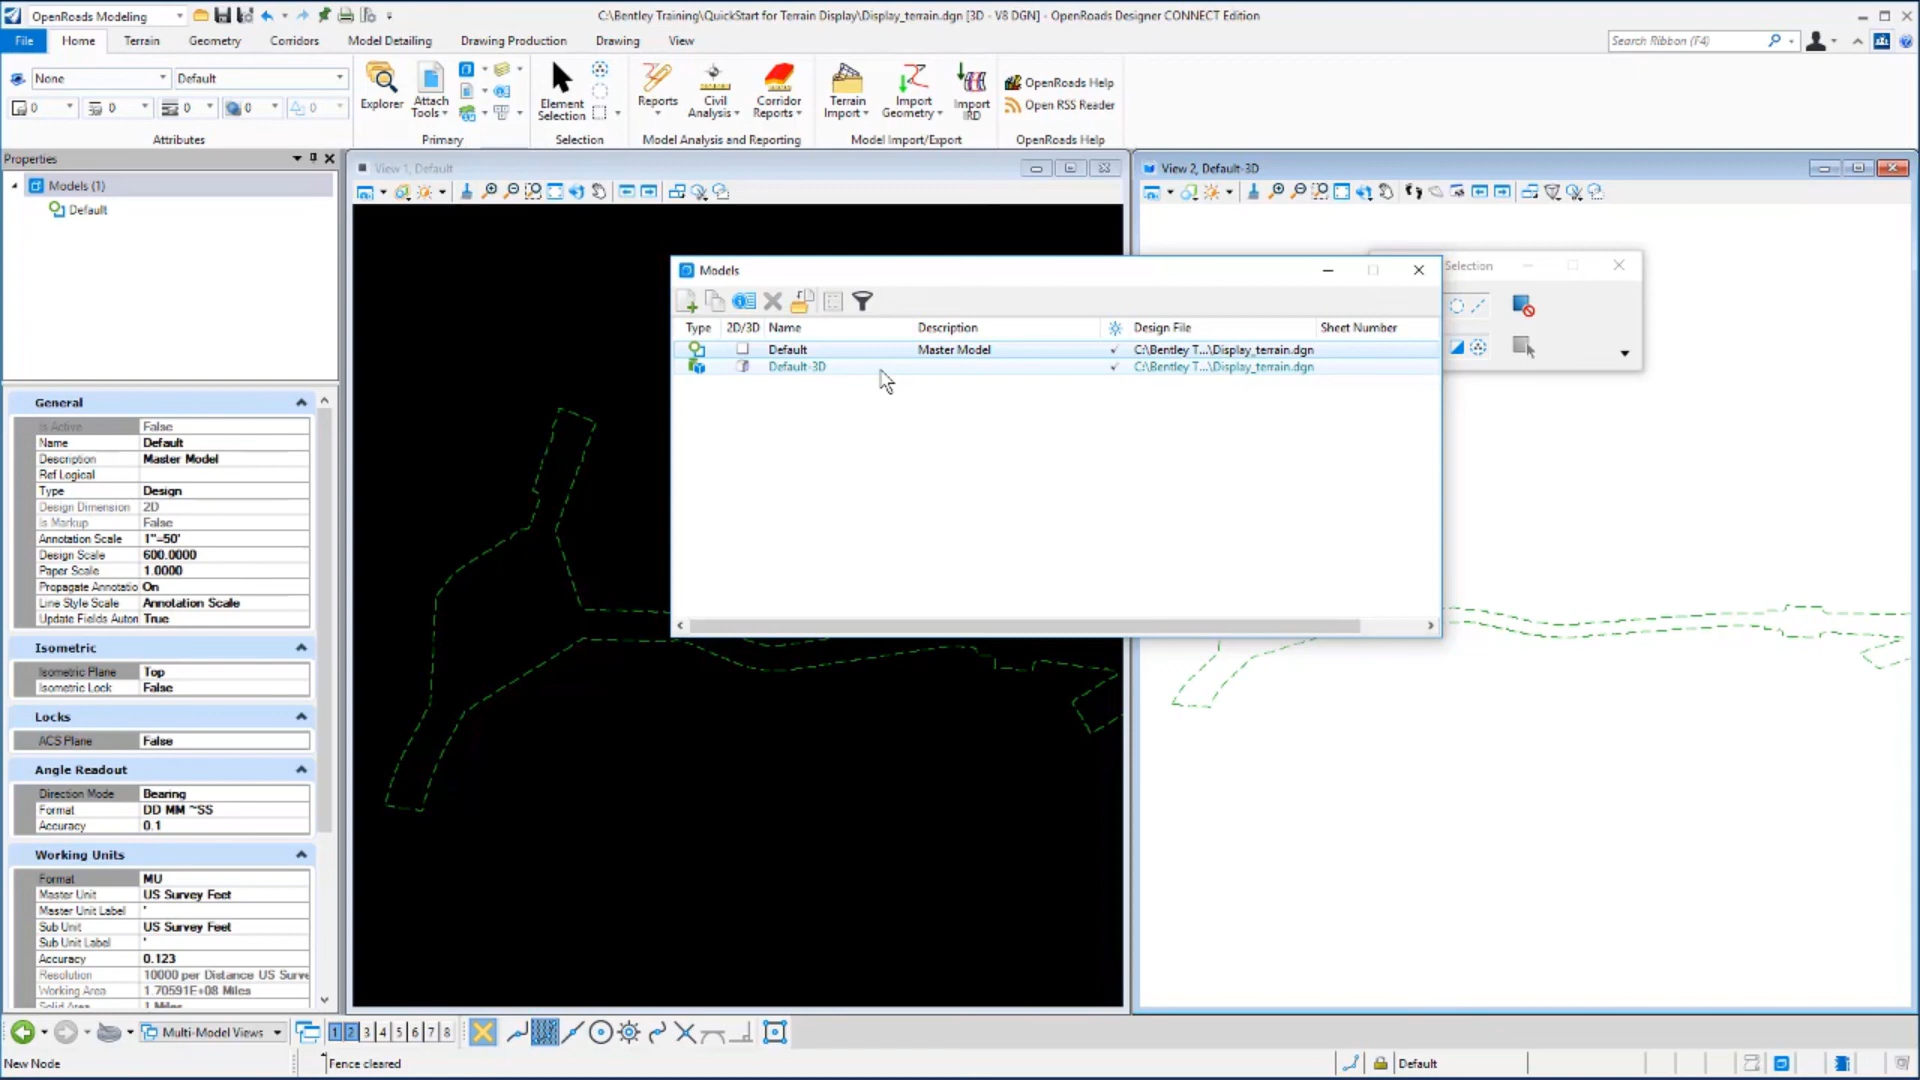 OpenRoads Modeling
C:\Bentley Training\QuickStart for Terrain Display\Display_terrain.dgn [3D - V8 DGN] - OpenRoads Designer CONNECT Edition
File Home Terrain Geometry Corridors Model Detailing Drawing Production Drawing View
Search Ribbon (F4)
None Default
0 0 0 0 0
Explorer
Attach Tools
Element Selection
Reports
Civil Analysis
Corridor Reports
Terrain Import
Import Geometry
Import IRD
OpenRoads Help
Open RSS Reader
Attributes Primary Selection Model Analysis and Reporting Model Import/Export OpenRoads Help
Properties
Models (1)
Default
View 1, Default
View 2, Default-3D
Models
Selection
Type 2D/3D Name Description Design File Sheet Number
Default Master Model C:\Bentley T...\Display_terrain.dgn
Default-3D C:\Bentley T...\Display_terrain.dgn
General
Is Active False
Name Default
Description Master Model
Ref Logical
Type Design
Design Dimension 2D
Is Markup False
Annotation Scale 1"=50'
Design Scale 600.0000
Paper Scale 1.0000
Propagate Annotatio On
Line Style Scale Annotation Scale
Update Fields Auton True
Isometric
Isometric Plane Top
Isometric Lock False
Locks
ACS Plane False
Angle Readout
Direction Mode Bearing
Format DD MM ~SS
Accuracy 0.1
Working Units
Format MU
Master Unit US Survey Feet
Master Unit Label '
Sub Unit US Survey Feet
Sub Unit Label '
Accuracy 0.123
Resolution 10000 per Distance US Surve
Working Area 1.70591E+08 Miles
Solid Area 1 Miles
Multi-Model Views 1 2 3 4 5 6 7 8
New Node
Fence cleared
Default